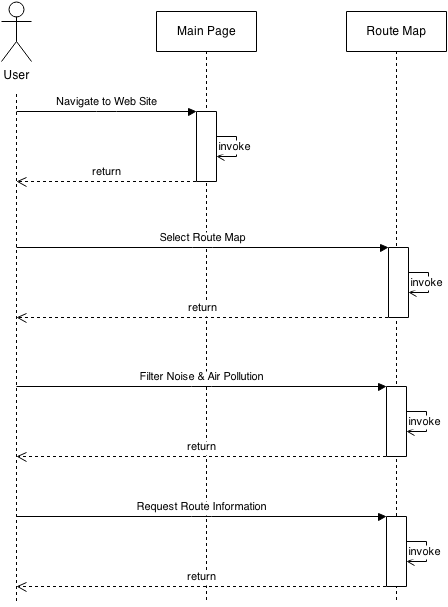 Main Page
Route Map
User
Navigate to Web Site
invoke
return
Select Route Map
invoke
return
Filter Noise & Air Pollution
invoke
return
Request Route Information
invoke
return